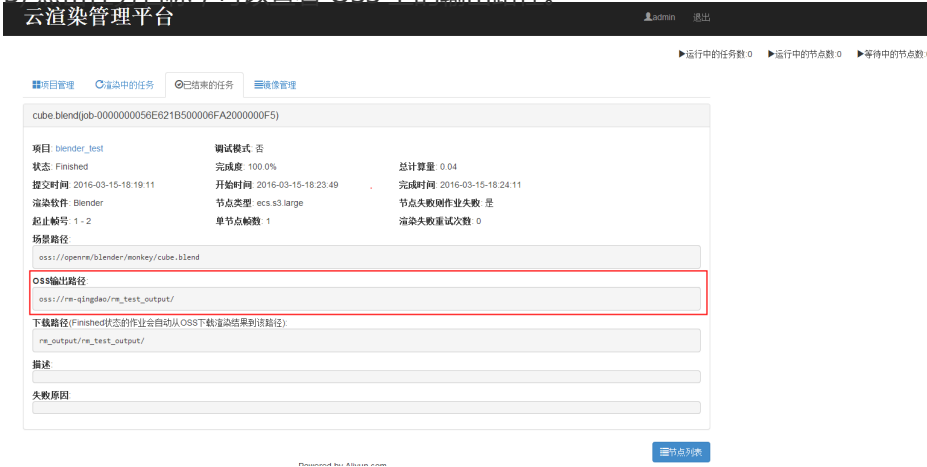 云渲染管理平台
admin 退出
运行中的任务数:0 运行中的节点数:0 等待中的节点数:
项目管理 渲染中的任务 已结束的任务 镜像管理
cube.blend(job-0000000056E621B500006FA2000000F5)
项目: blender_test 调试模式: 否
状态: Finished 完成度: 100.0% 总计算量: 0.04
提交时间: 2016-03-15-18:19:11 开始时间: 2016-03-15-18:23:49 完成时间: 2016-03-15-18:24:11
渲染软件: Blender 节点类型: ecs.s3.large 节点失败则作业失败: 是
起止帧号: 1 - 2 单节点帧数: 1 渲染失败重试次数: 0
场景路径:
oss://openrm/blender/monkey/cube.blend
OSS输出路径:
oss://rm-qingdao/rm_test_output/
下载路径(Finished状态的作业会自动从OSS下载渲染结果到该路径):
rm_output/rm_test_output/
描述:
失败原因:
节点列表
Powered by Aliyun.com